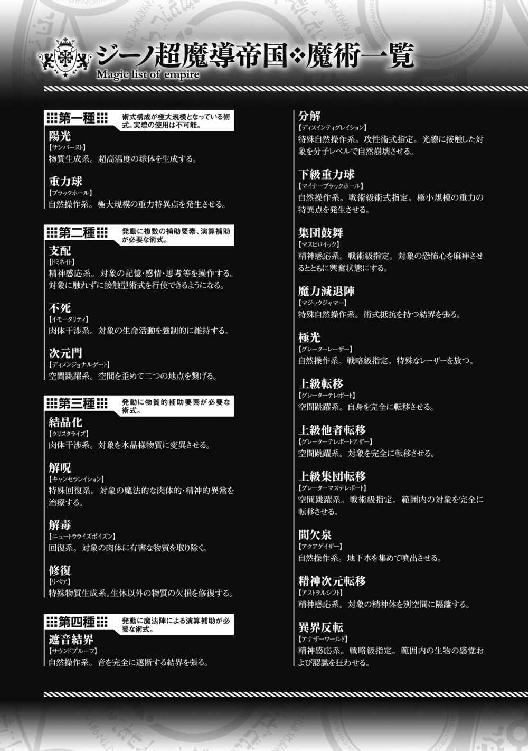 ジーノ超魔導帝国❖魔術一覧
Magic list of empire
第一種
術式構成が極大規模となっている術
式。実際の使用は不可能。
陽光
【サンバースト】
物質生成系。超高温度の球体を生成する。
重力球
【ブラックホール】
自然操作系。極大規模の重力特異点を発生させる。
第二種
発動に複数の補助要素、演算補助
が必要な術式。
支配
【ドミネイト】
精神感応系。対象の記憶・感情・思考等を操作する。
対象に触れずに接触型術式を行使できるようになる。
不死
【イモータリティ】
肉体干渉系。対象の生命活動を強制的に維持する。
次元門
【ディメンジョナルゲート】
空間跳躍系。空間を歪めて二つの地点を繋げる。
第三種
発動に物質的補助要素が必要な
術式。
結晶化
【クリスタライズ】
肉体干渉系。対象を水晶様物質に変異させる。
解呪
【キャンセラレイション】
特殊回復系。対象の魔法的な肉体的・精神的異常を
治療する。
解毒
【ニュートラライズポイズン】
回復系。対象の肉体に有害な物質を取り除く。
修復
【リペア】
特殊物質生成系。生体以外の物質の欠損を修復する。
第四種
発動に魔法陣による演算補助が必
要な術式。
遮音結界
【サウンドプルーフ】
自然操作系。音を完全に遮断する結界を張る。
分解
【ディスインティグレイション】
特殊自然操作系。攻性術式指定。光線に接触した対
象を分子レベルで自然崩壊させる。
下級重力球
【マイナーブラックホール】
自然操作系。戦術級術式指定。極小規模の重力の
特異点を発生させる。
集団鼓舞
【マスヒロイック】
精神感応系。戦術級指定。対象の恐怖心を麻痺させ
るとともに興奮状態にする。
魔力減退陣
【マジックジャマー】
特殊自然操作系。術式抵抗を持つ結界を張る。
極光
【グレーターレーザー】
自然操作系。戦略級指定。特殊なレーザーを放つ。
上級転移
【グレーターテレポート】
空間跳躍系。自身を完全に転移させる。
上級他者転移
【グレーターテレポートアザー】
空間跳躍系。対象を完全に転移させる。
上級集団転移
【グレーターマステレポート】
空間跳躍系。戦術級指定。範囲内の対象を完全に
転移させる。
間欠泉
【アクアゲイザー】
自然操作系。地下水を集めて噴出させる。
精神次元転移
【アストラルシフト】
精神感応系。対象の精神体を別空間に隔離する。
異界反転
【アナザーワールド】
精神感応系。戦略級指定。範囲内の生物の感覚お
よび認識を狂わせる。